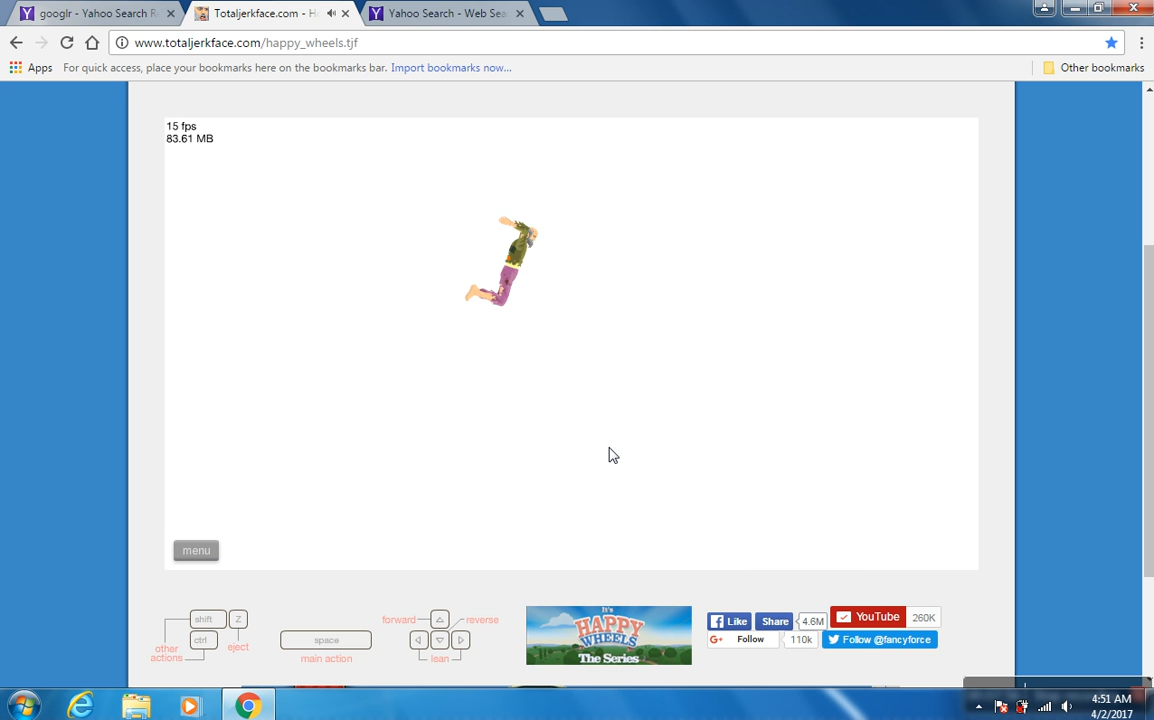 googlr - Yahoo Search R
Totaljerkface.com - H
Yahoo Search - Web Sea
www.totaljerkface.com/happy_wheels.tjf
Apps For quick access, place your bookmarks here on the bookmarks bar. Import bookmarks now... Other bookmarks
15 fps
83.61 MB
menu
shift Z
ctrl
other actions
eject
space
main action
forward
reverse
lean
It's
HAPPY
WHEELS
The Series
Like Share 4.6M
YouTube 260K
G+ Follow 110k
Follow @fancyforce
4:51 AM
4/2/2017